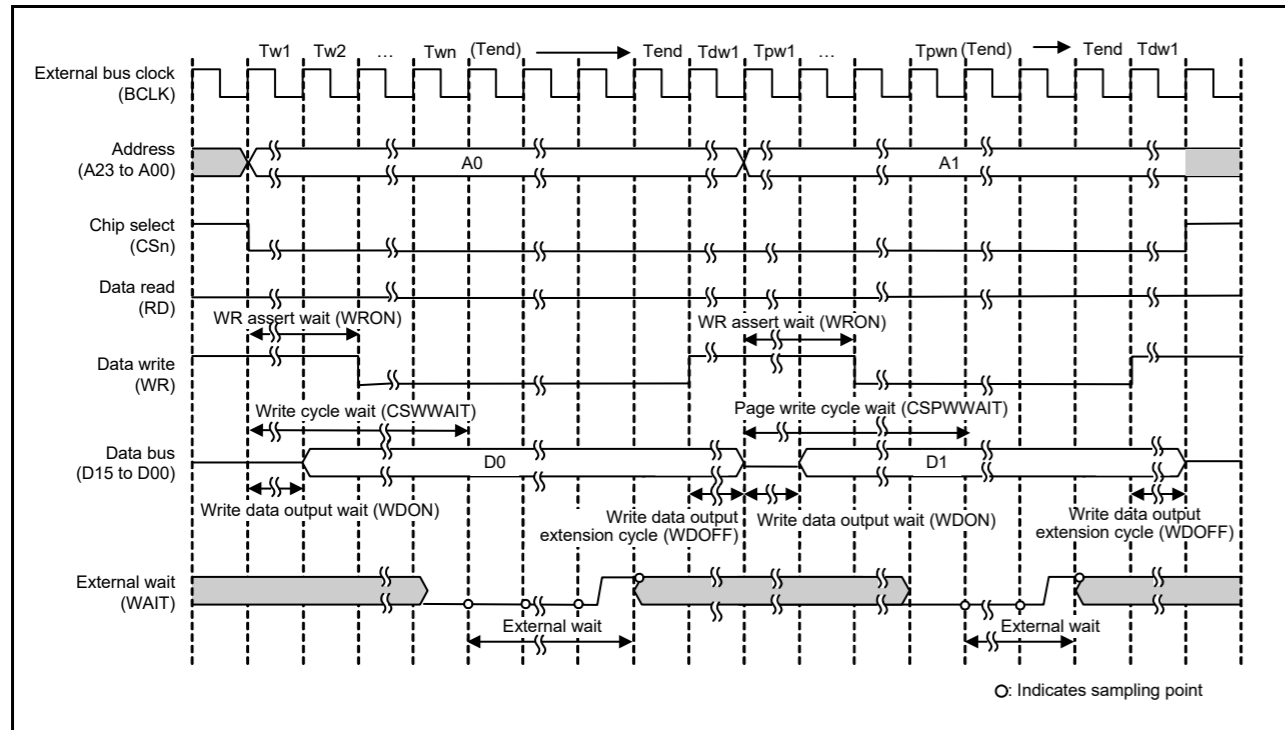 Tw1 Tw2 ... Twn (Tend) Tend Tdw1 Tpw1 ... Tpwn (Tend) Tend Tdw1
External bus clock
(BCLK)
Address
(A23 to A00)
A0 A1
Chip select
(CSn)
Data read
(RD)
WR assert wait (WRON) WR assert wait (WRON)
Data write
(WR)
Write cycle wait (CSWWAIT) Page write cycle wait (CSPWWAIT)
Data bus
(D15 to D00)
D0 D1
Write data output wait (WDON)
Write data output
extension cycle (WDOFF)
Write data output wait (WDON)
Write data output
extension cycle (WDOFF)
External wait
(WAIT)
External wait External wait
O: Indicates sampling point